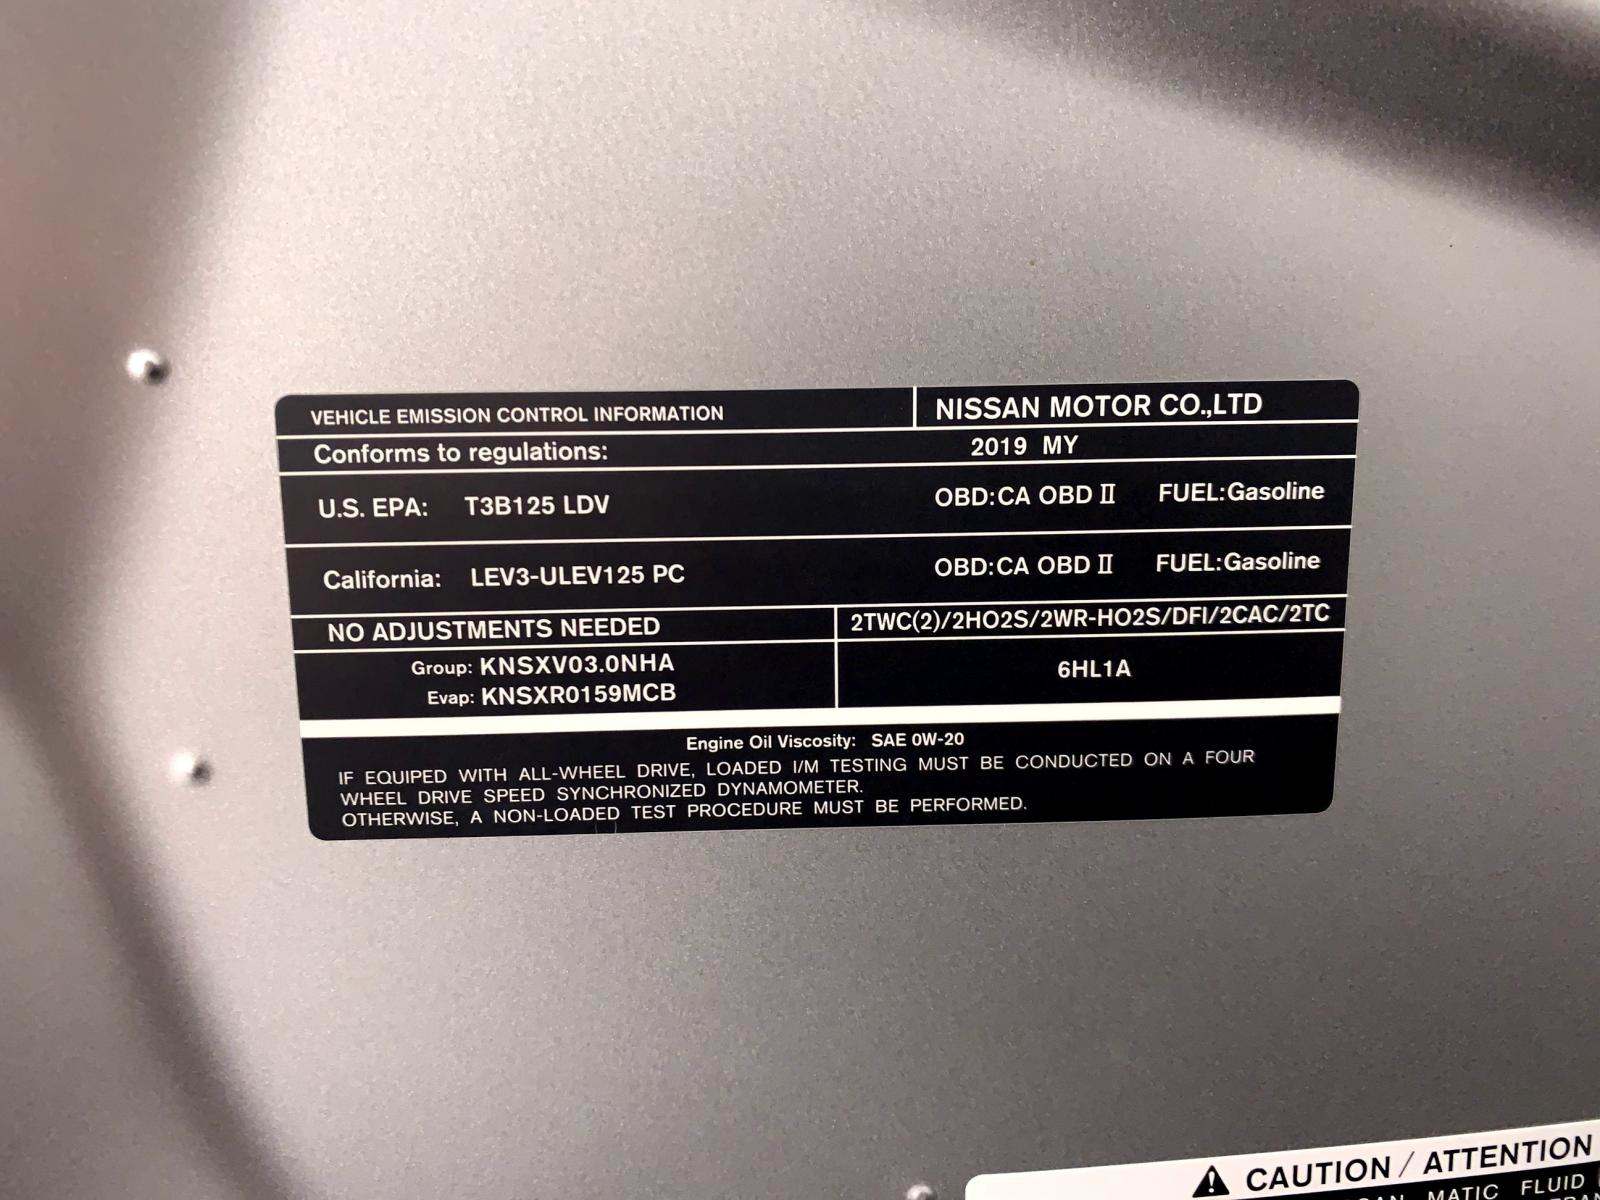 VEHICLE EMISSION CONTROL INFORMATION NISSAN MOTOR CO.,LTD
Conforms to regulations: 2019 MY
U.S. EPA: T3B125 LDV OBD:CA OBD II FUEL:Gasoline
California: LEV3-ULEV125 PC OBD:CA OBD II FUEL:Gasoline
NO ADJUSTMENTS NEEDED 2TWC(2)/2HO2S/2WR-HO2S/DFI/2CAC/2TC
Group: KNSXV03.0NHA
Evap: KNSXR0159MCB
6HL1A
Engine Oil Viscosity: SAE 0W-20
IF EQUIPED WITH ALL-WHEEL DRIVE, LOADED I/M TESTING MUST BE CONDUCTED ON A FOUR
WHEEL DRIVE SPEED SYNCHRONIZED DYNAMOMETER.
OTHERWISE, A NON-LOADED TEST PROCEDURE MUST BE PERFORMED.
CAUTION / ATTENTION
MATIC FLUID